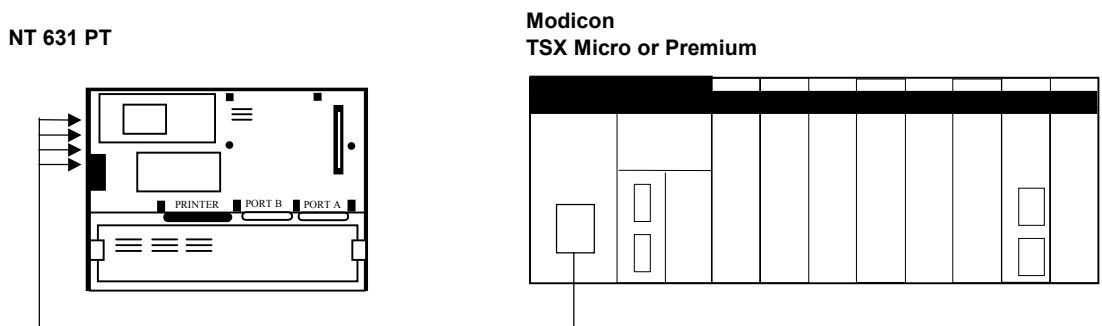 NT 631 PT
Modicon
TSX Micro or Premium
PRINTER PORT B PORT A